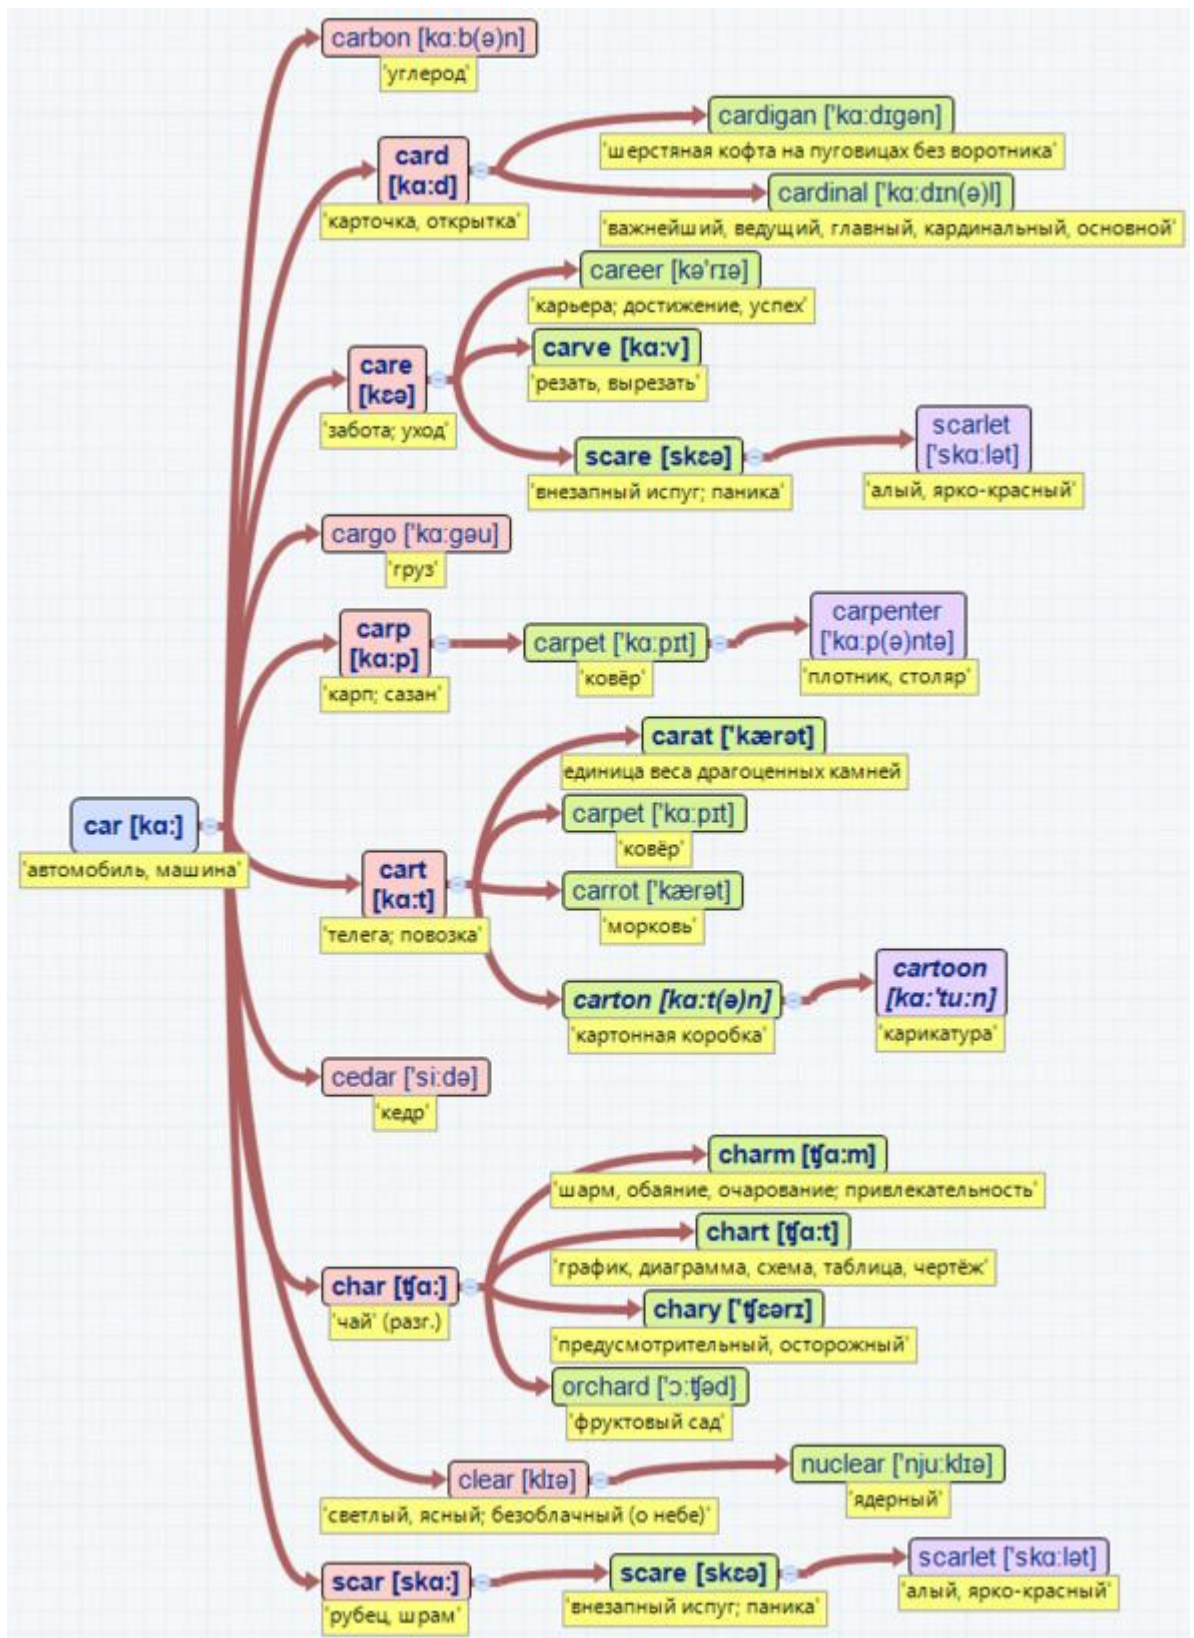 carbon [kɑ:b(ə)n]
'углерод'
cardigan ['kɑ:dɪgən]
'шерстяная кофта на пуговицах без воротника'
card
[kɑ:d]
'карточка, открытка'
cardinal ['kɑ:dɪn(ə)l]
'важнейший, ведущий, главный, кардинальный, основной'
career [kə'rɪə]
'карьера; достижение, успех'
carve [kɑ:v]
'резать, вырезать'
care
[kɛə]
'забота; уход'
scare [skɛə]
'внезапный испуг; паника'
scarlet
['skɑ:lət]
'алый, ярко-красный'
cargo ['kɑ:gəu]
'груз'
carp
[kɑ:p]
'карп; сазан'
carpet ['kɑ:pɪt]
'ковёр'
carpenter
['kɑ:p(ə)ntə]
'плотник, столяр'
carat ['kærət]
единица веса драгоценных камней
carpet ['kɑ:pɪt]
'ковёр'
car [kɑ:]
'автомобиль, машина'
cart
[kɑ:t]
'телега; повозка'
carrot ['kærət]
'морковь'
carton [kɑ:t(ə)n]
'картонная коробка'
cartoon
[kɑ:'tu:n]
'карикатура'
cedar ['si:də]
'кедр'
charm [ʧɑ:m]
'шарм, обаяние, очарование; привлекательность'
chart [ʧɑ:t]
'график, диаграмма, схема, таблица, чертёж'
char [ʧɑ:]
'чай' (разг.)
chary ['ʧɛərɪ]
'предусмотрительный, осторожный'
orchard ['ɔ:ʧəd]
'фруктовый сад'
clear [klɪə]
'светлый, ясный; безоблачный (о небе)'
nuclear ['nju:klɪə]
'ядерный'
scar [skɑ:]
'рубец, шрам'
scare [skɛə]
'внезапный испуг; паника'
scarlet ['skɑ:lət]
'алый, ярко-красный'